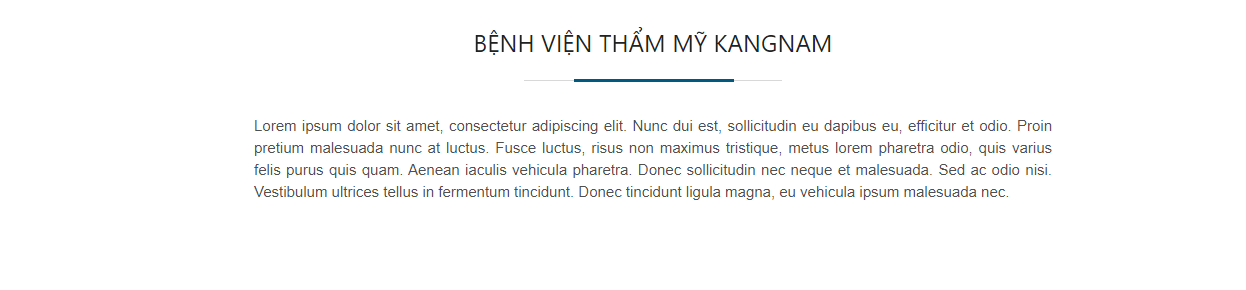 BỆNH VIỆN THẨM MỸ KANGNAM
Lorem ipsum dolor sit amet, consectetur adipiscing elit. Nunc dui est, sollicitudin eu dapibus eu, efficitur et odio. Proin
pretium malesuada nunc at luctus. Fusce luctus, risus non maximus tristique, metus lorem pharetra odio, quis varius
felis purus quis quam. Aenean iaculis vehicula pharetra. Donec sollicitudin nec neque et malesuada. Sed ac odio nisi.
Vestibulum ultrices tellus in fermentum tincidunt. Donec tincidunt ligula magna, eu vehicula ipsum malesuada nec.